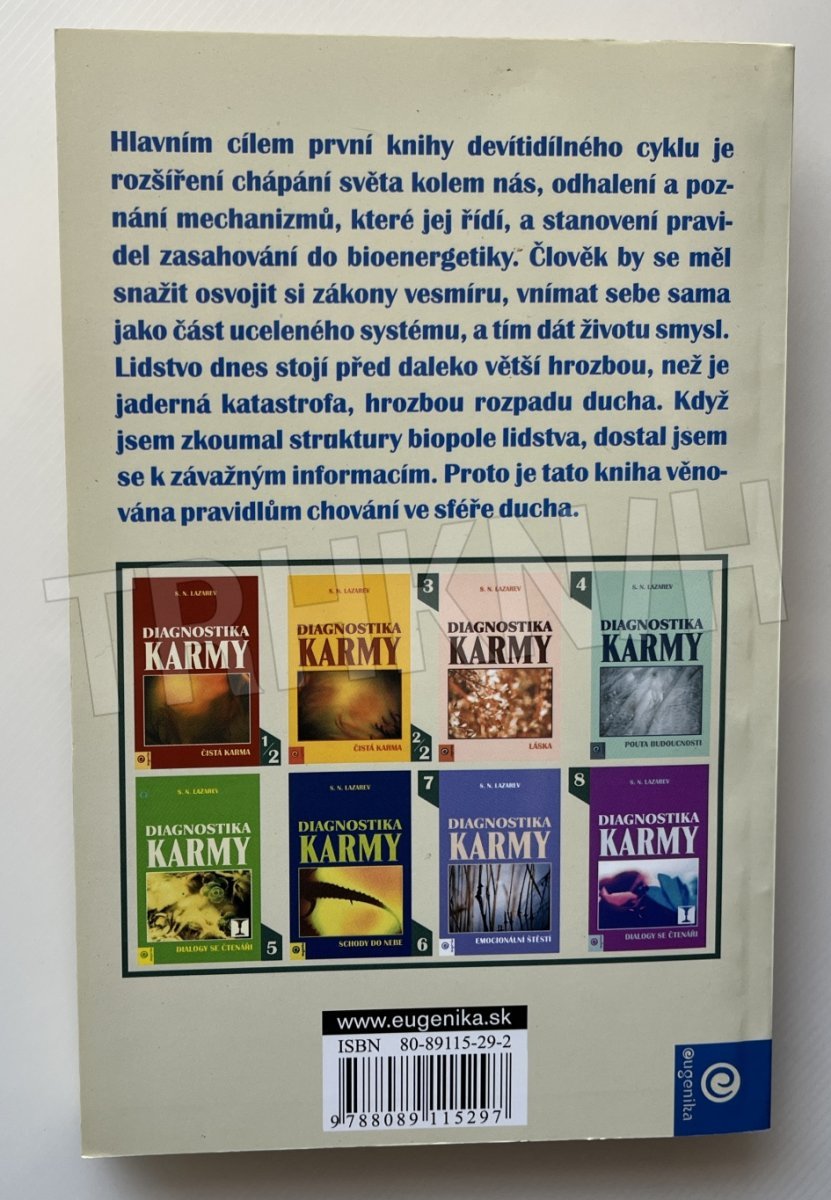 Hlavním cílem první knihy devítidílného cyklu je
rozšíření chápání světa kolem nás, odhalení a poz-
nání mechanizmů, které jej řídí, a stanovení pravi-
del zasahování do bioenergetiky. Člověk by se měl
snažit osvojit si zákony vesmíru, vnímat sebe sama
jako část uceleného systému, a tím dát životu smysl.
Lidstvo dnes stojí před daleko větší hrozbou, než je
jaderná katastrofa, hrozbou rozpadu ducha. Když
jsem zkoumal struktury biopole lidstva, dostal jsem
se k závažným informacím. Proto je tato kniha věno-
vána pravidlům chování ve sféře ducha.
TRHKNIH
S. N. LAZAREV
DIAGNOSTIKA
KARMY
ČISTÁ KARMA
1/2
S. N. LAZAREV
DIAGNOSTIKA
KARMY
ČISTÁ KARMA
2/2
3
S. N. LAZAREV
DIAGNOSTIKA
KARMY
LÁSKA
4
S. N. LAZAREV
DIAGNOSTIKA
KARMY
POUTA BUDOUCNOSTI
S. N. LAZAREV
DIAGNOSTIKA
KARMY
DIALOGY SE ČTENÁŘI
5
S. N. LAZAREV
DIAGNOSTIKA
KARMY
SCHODY DO NEBE
6
7
S. N. LAZAREV
DIAGNOSTIKA
KARMY
EMOCIONÁLNÍ ŠTĚSTÍ
8
S. N. LAZAREV
DIAGNOSTIKA
KARMY
DIALOGY SE ČTENÁŘI
www.eugenika.sk
ISBN 80-89115-29-2
9 788089 115297
eugenika